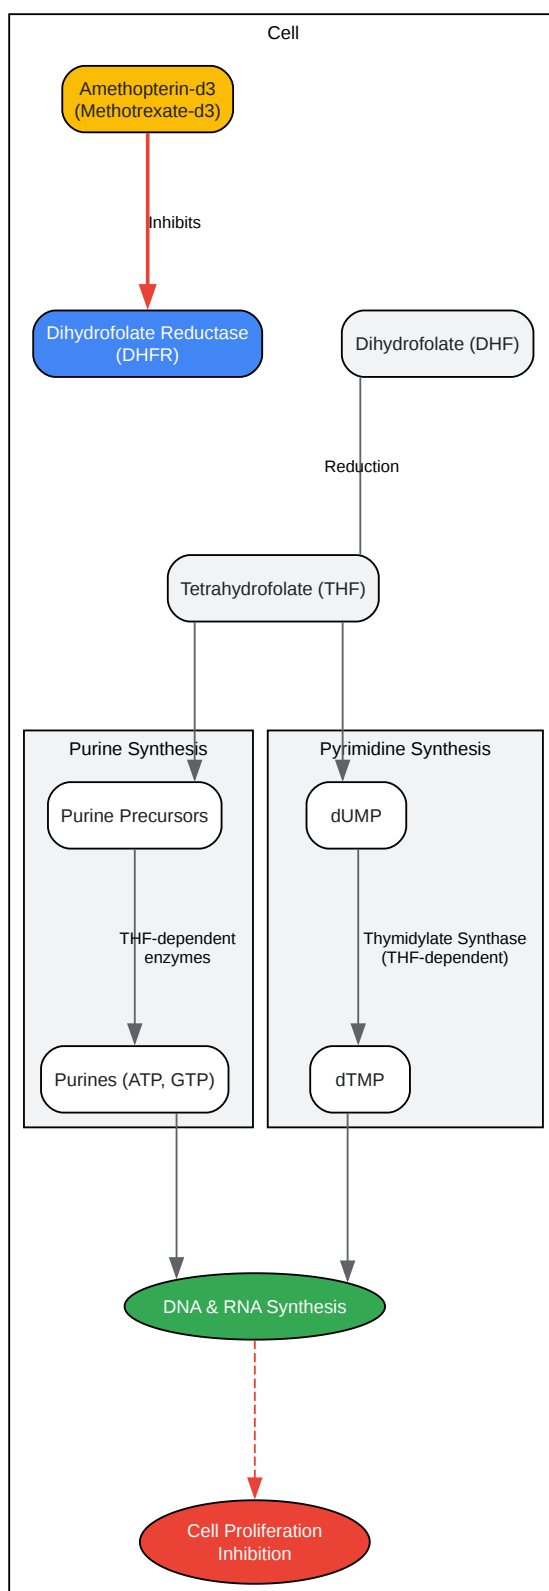 Cell
Amethopterin-d3
(Methotrexate-d3)
Inhibits
Dihydrofolate Reductase
(DHFR)
Dihydrofolate (DHF)
Reduction
Tetrahydrofolate (THF)
Purine Synthesis
Pyrimidine Synthesis
Purine Precursors
dUMP
THF-dependent
enzymes
Thymidylate Synthase
(THF-dependent)
Purines (ATP, GTP)
dTMP
DNA & RNA Synthesis
Cell Proliferation
Inhibition